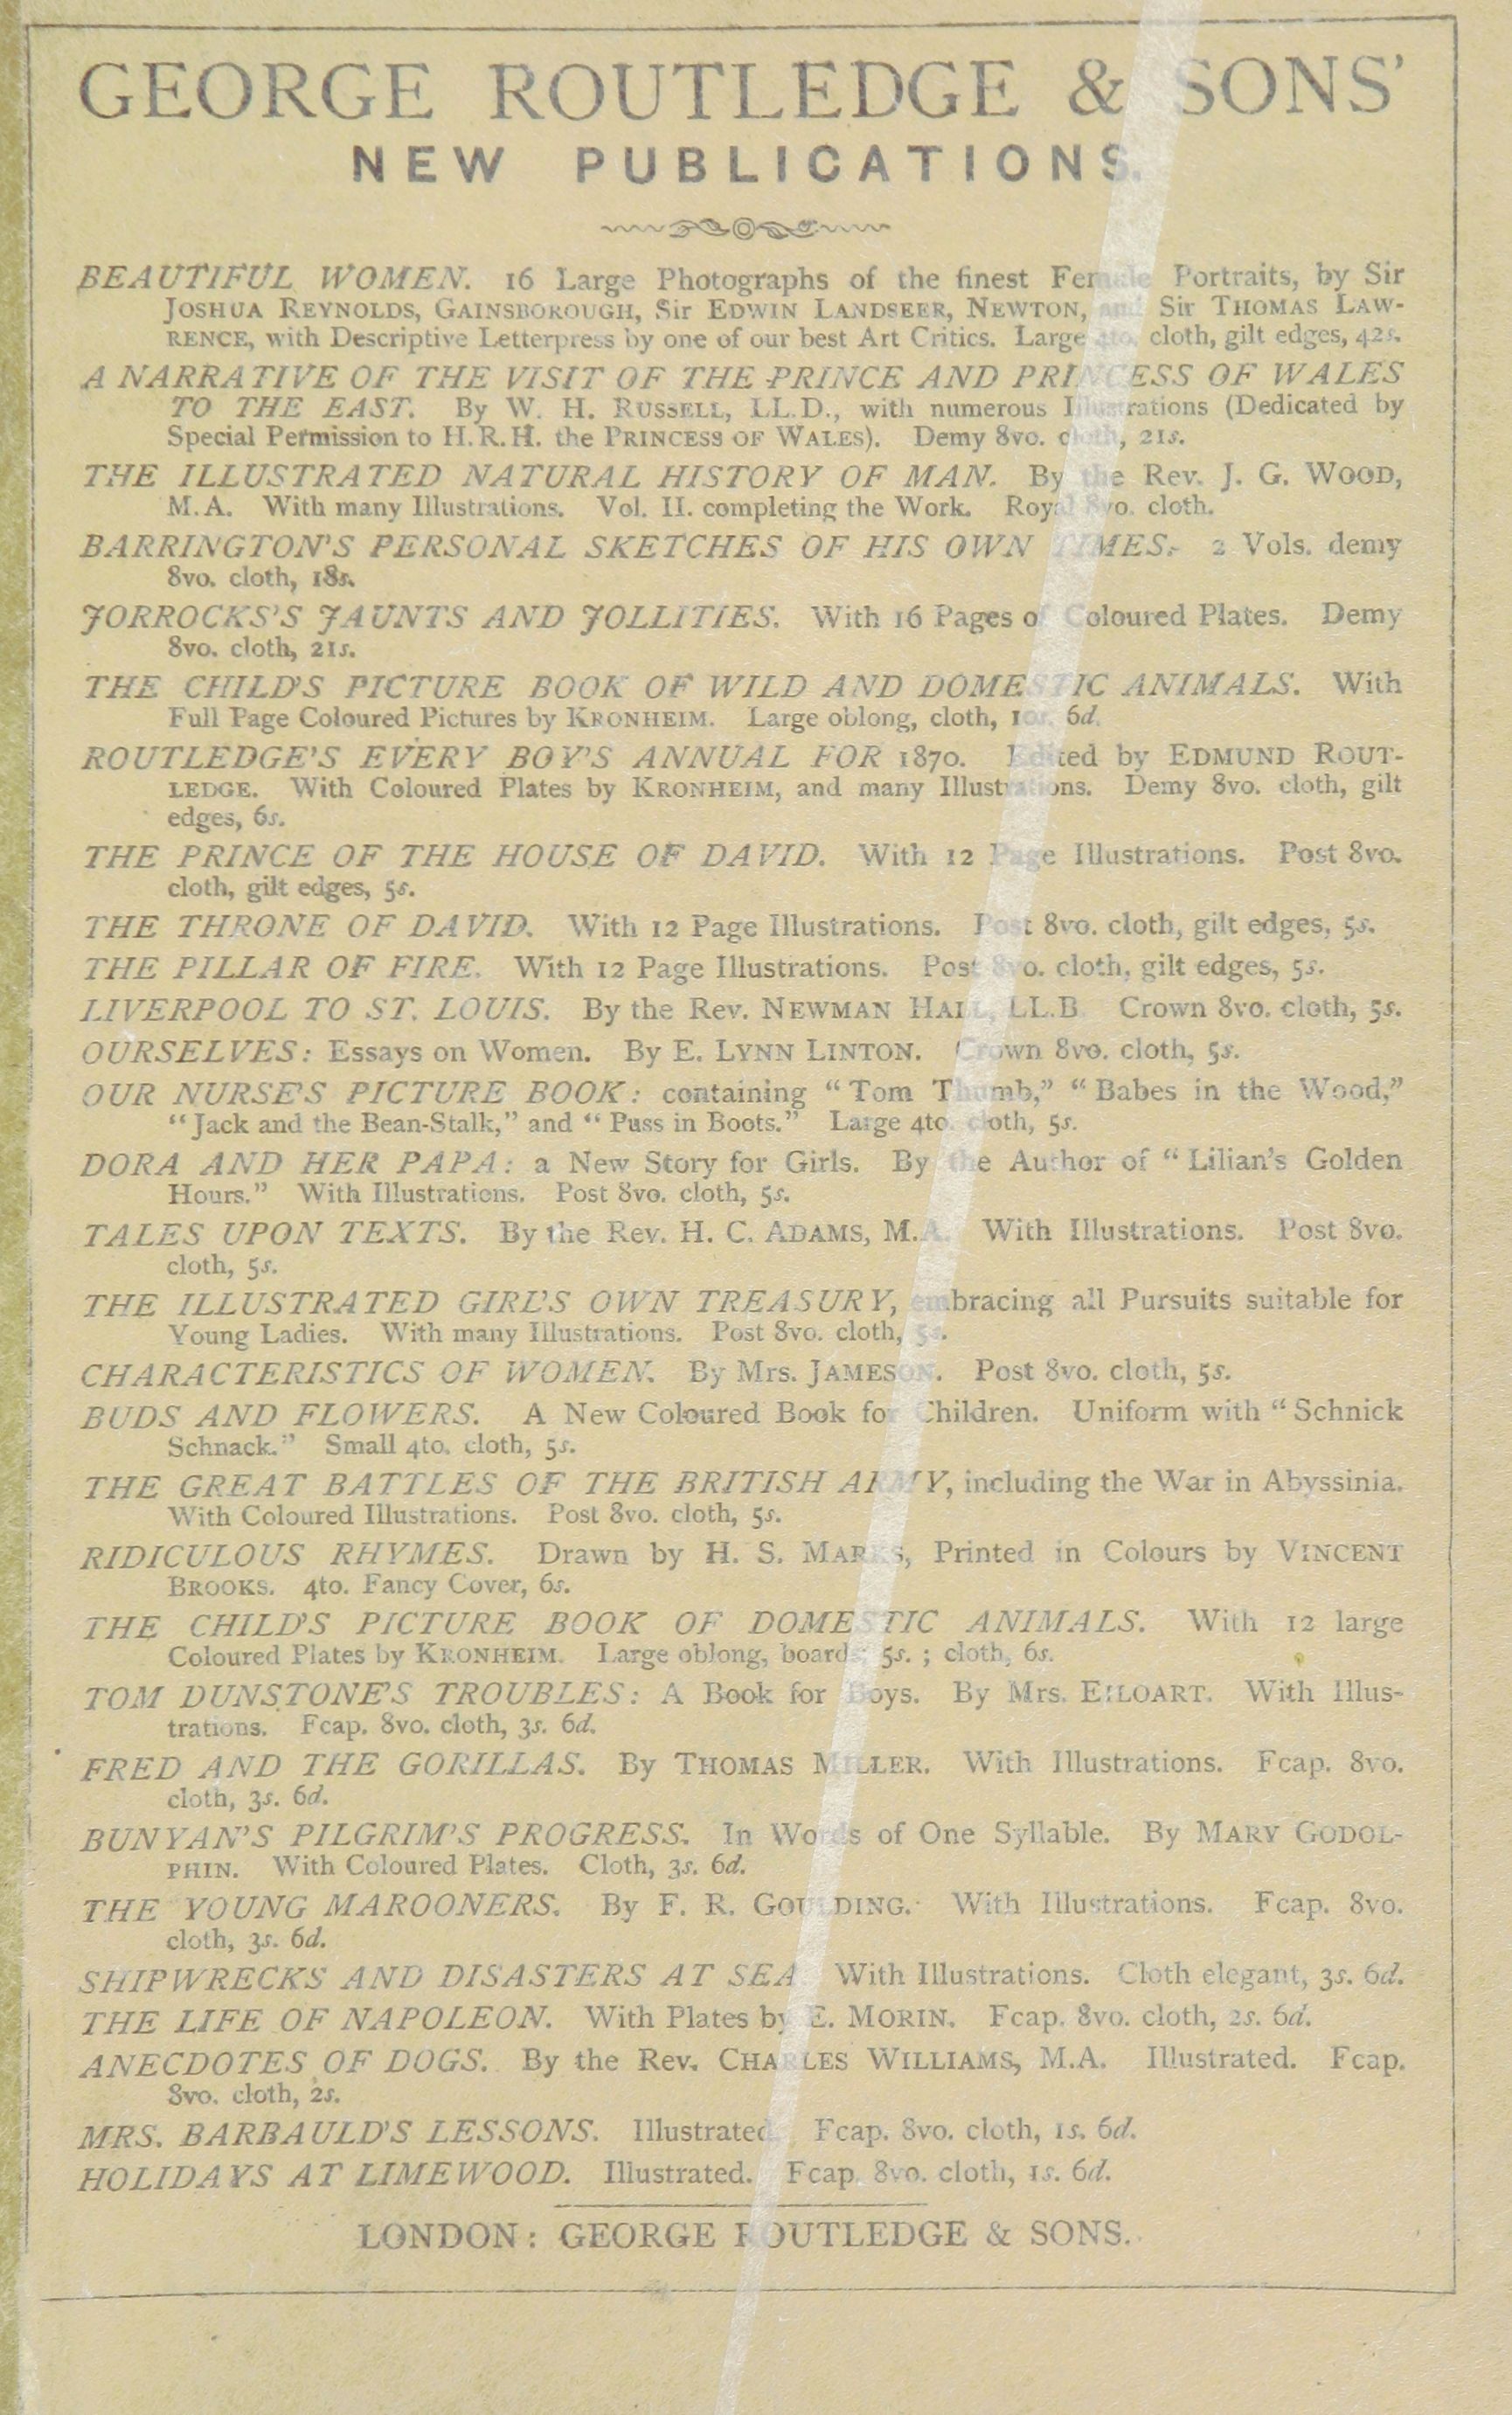 GEORGE ROUTLEDGE & SONS'
NEW PUBLICATIONS.
BEAUTIFUL WOMEN. 16 Large Photographs of the finest Female Portraits, by Sir
JOSHUA REYNOLDS, GAINSBOROUGH, Sir EDWIN LANDSEER, NEWTON, and Sir THOMAS LAW-
RENCE, with Descriptive Letterpress by one of our best Art Critics. Large 4to. cloth, gilt edges, 42s.
A NARRATIVE OF THE VISIT OF THE PRINCE AND PRINCESS OF WALES
TO THE EAST. By W. H. RUSSELL, LL.D., with numerous Illustrations (Dedicated by
Special Permission to H.R.H. the PRINCESS OF WALES). Demy 8vo. cloth, 21s.
THE ILLUSTRATED NATURAL HISTORY OF MAN. By the Rev. J. G. WOOD,
M.A. With many Illustrations. Vol. II. completing the Work. Royal 8vo. cloth.
BARRINGTON'S PERSONAL SKETCHES OF HIS OWN TIMES. 2 Vols. demy
8vo. cloth, 18s.
JORROCKS'S JAUNTS AND JOLLITIES. With 16 Pages of Coloured Plates. Demy
8vo. cloth, 21s.
THE CHILD'S PICTURE BOOK OF WILD AND DOMESTIC ANIMALS. With
Full Page Coloured Pictures by KRONHEIM. Large oblong, cloth, 10s. 6d.
ROUTLEDGE'S EVERY BOY'S ANNUAL FOR 1870. Edited by EDMUND ROUT-
LEDGE. With Coloured Plates by KRONHEIM, and many Illustrations. Demy 8vo. cloth, gilt
edges, 6s.
THE PRINCE OF THE HOUSE OF DAVID. With 12 Page Illustrations. Post 8vo.
cloth, gilt edges, 5s.
THE THRONE OF DAVID. With 12 Page Illustrations. Post 8vo. cloth, gilt edges, 5s.
THE PILLAR OF FIRE. With 12 Page Illustrations. Post 8vo. cloth, gilt edges, 5s.
LIVERPOOL TO ST. LOUIS. By the Rev. NEWMAN HALL, LL.B. Crown 8vo. cloth, 5s.
OURSELVES: Essays on Women. By E. LYNN LINTON. Crown 8vo. cloth, 5s.
OUR NURSE'S PICTURE BOOK: containing "Tom Thumb," "Babes in the Wood,"
"Jack and the Bean-Stalk," and "Puss in Boots." Large 4to. cloth, 5s.
DORA AND HER PAPA: a New Story for Girls. By the Author of "Lilian's Golden
Hours." With Illustrations. Post 8vo. cloth, 5s.
TALES UPON TEXTS. By the Rev. H. C. ADAMS, M.A. With Illustrations. Post 8vo.
cloth, 5s.
THE ILLUSTRATED GIRL'S OWN TREASURY, embracing all Pursuits suitable for
Young Ladies. With many Illustrations. Post 8vo. cloth, 5s.
CHARACTERISTICS OF WOMEN. By Mrs. JAMESON. Post 8vo. cloth, 5s.
BUDS AND FLOWERS. A New Coloured Book for Children. Uniform with "Schnick
Schnack." Small 4to. cloth, 5s.
THE GREAT BATTLES OF THE BRITISH ARMY, including the War in Abyssinia.
With Coloured Illustrations. Post 8vo. cloth, 5s.
RIDICULOUS RHYMES. Drawn by H. S. MARKS, Printed in Colours by VINCENT
BROOKS. 4to. Fancy Cover, 6s.
THE CHILD'S PICTURE BOOK OF DOMESTIC ANIMALS. With 12 large
Coloured Plates by KRONHEIM. Large oblong, boards, 5s.; cloth, 6s.
TOM DUNSTONE'S TROUBLES: A Book for Boys. By Mrs. EILOART. With Illus-
trations. Fcap. 8vo. cloth, 3s. 6d.
FRED AND THE GORILLAS. By THOMAS MILLER. With Illustrations. Fcap. 8vo.
cloth, 3s. 6d.
BUNYAN'S PILGRIM'S PROGRESS. In Words of One Syllable. By MARY GODOL-
PHIN. With Coloured Plates. Cloth, 3s. 6d.
THE YOUNG MAROONERS. By F. R. GOULDING. With Illustrations. Fcap. 8vo.
cloth, 3s. 6d.
SHIPWRECKS AND DISASTERS AT SEA. With Illustrations. Cloth elegant, 3s. 6d.
THE LIFE OF NAPOLEON. With Plates by E. MORIN. Fcap. 8vo. cloth, 2s. 6d.
ANECDOTES OF DOGS. By the Rev. CHARLES WILLIAMS, M.A. Illustrated. Fcap.
8vo. cloth, 2s.
MRS. BARBAULD'S LESSONS. Illustrated. Fcap. 8vo. cloth, 1s. 6d.
HOLIDAYS AT LIMEWOOD. Illustrated. Fcap. 8vo. cloth, 1s. 6d.
LONDON: GEORGE ROUTLEDGE & SONS.